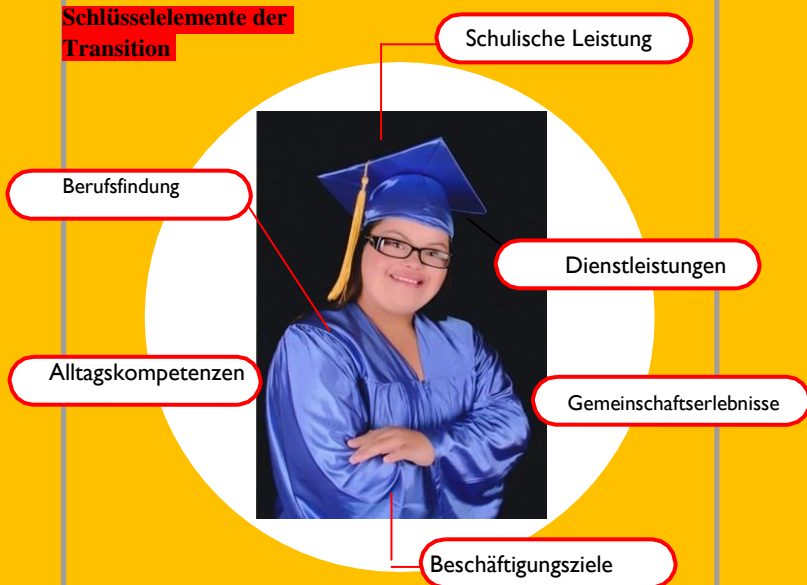 Schlüsselelemente der
Transition
Schulische Leistung
Berufsfindung
Dienstleistungen
Alltagskompetenzen
Gemeinschaftserlebnisse
Beschäftigungsziele